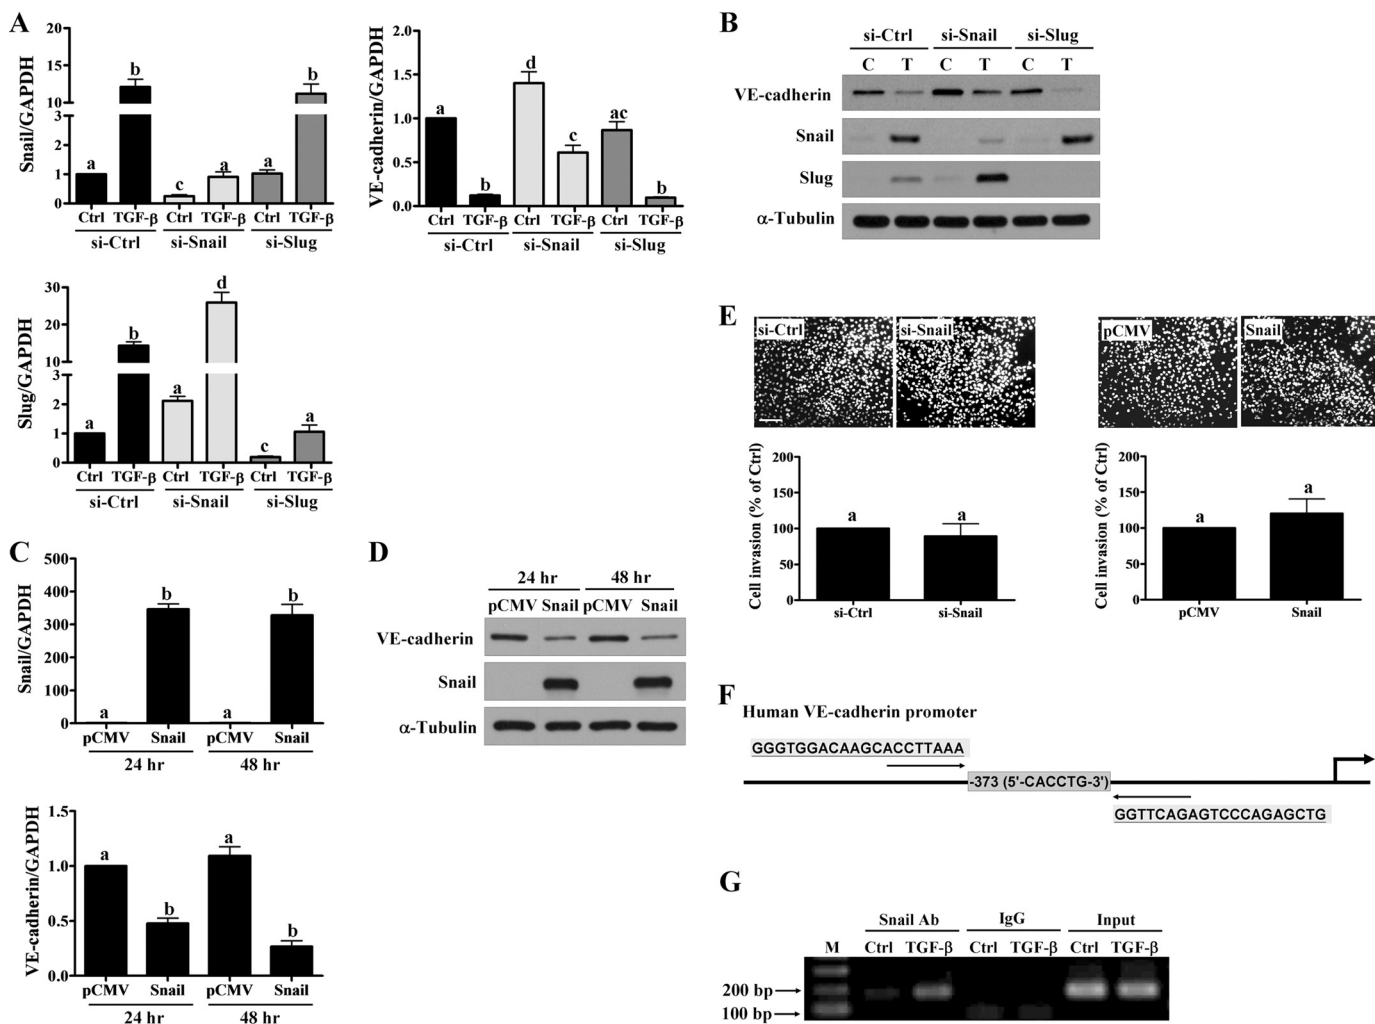 A
Snail/GAPDH
20
15
10
3
2
1
0
a
b
c
a
a
b
Ctrl TGF-β Ctrl TGF-β Ctrl TGF-β
si-Ctrl si-Snail si-Slug
VE-cadherin/GAPDH
2.0
1.5
1.0
0.5
0.0
a
b
d
c
ac
b
Ctrl TGF-β Ctrl TGF-β Ctrl TGF-β
si-Ctrl si-Snail si-Slug
Slug/GAPDH
30
20
10
3
2
1
0
a
b
a
d
c
a
Ctrl TGF-β Ctrl TGF-β Ctrl TGF-β
si-Ctrl si-Snail si-Slug
B
si-Ctrl si-Snail si-Slug
C T C T C T
VE-cadherin
Snail
Slug
α-Tubulin
C
Snail/GAPDH
500
400
300
200
100
0
a
b
a
b
pCMV Snail pCMV Snail
24 hr 48 hr
VE-cadherin/GAPDH
1.5
1.0
0.5
0.0
a
b
a
b
pCMV Snail pCMV Snail
24 hr 48 hr
D
24 hr 48 hr
pCMV Snail pCMV Snail
VE-cadherin
Snail
α-Tubulin
E
si-Ctrl
si-Snail
pCMV
Snail
Cell invasion (% of Ctrl)
200
150
100
50
0
a
a
si-Ctrl si-Snail
Cell invasion (% of Ctrl)
200
150
100
50
0
a
a
pCMV Snail
F
Human VE-cadherin promoter
GGGTGGACAAGCACCTTAAA
-373 (5'-CACCTG-3')
GGTTCAGAGTCCCAGAGCTG
G
Snail Ab IgG Input
M Ctrl TGF-β Ctrl TGF-β Ctrl TGF-β
200 bp
100 bp